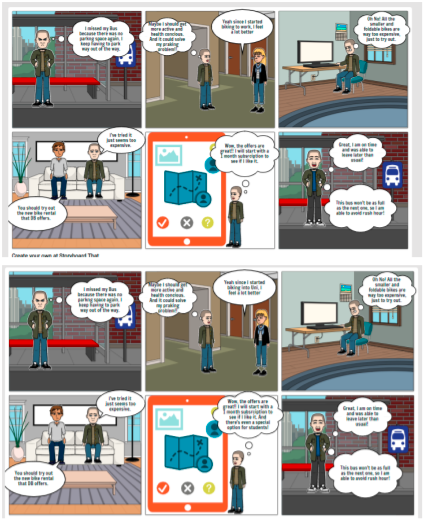 I missed my Bus
because there was no
parking space again. I
keep having to park
way out of the way.
Maybe I should get
more active and
health concious.
And it could solve
my praking
problem!
Yeah since I started
biking to work, I feel
a lot better
Oh No! All the
smaller and
foldable bikes are
way too expensive,
just to try out.
I've tried it
just seems too
expensive.
You should try out
the new bike rental
that DB offers.
Wow, the offers are
great! I will start with a
1 month subscription to
see if I like it.
Great, I am on time
and was able to
leave later than
usual!
This bus won't be as full
as the next one, so I am
able to avoid rush hour!
Create your own at Storyboard That
I missed my Bus
because there was no
parking space again. I
keep having to park
way out of the way.
Maybe I should get
more active and
health concious.
And it could solve
my praking
problem!
Yeah since I started
biking into Uni, I
feel a lot better
Oh No! All the
smaller and
foldable bikes are
way too expensive,
just to try out.
I've tried it
just seems too
expensive.
You should try out
the new bike rental
that DB offers.
Wow, the offers are
great! I will start with a
1 month subscription to
see if I like it. And
there's even a special
option for students!
Great, I am on time
and was able to
leave later than
usual!
This bus won't be as full
as the next one, so I am
able to avoid rush hour!